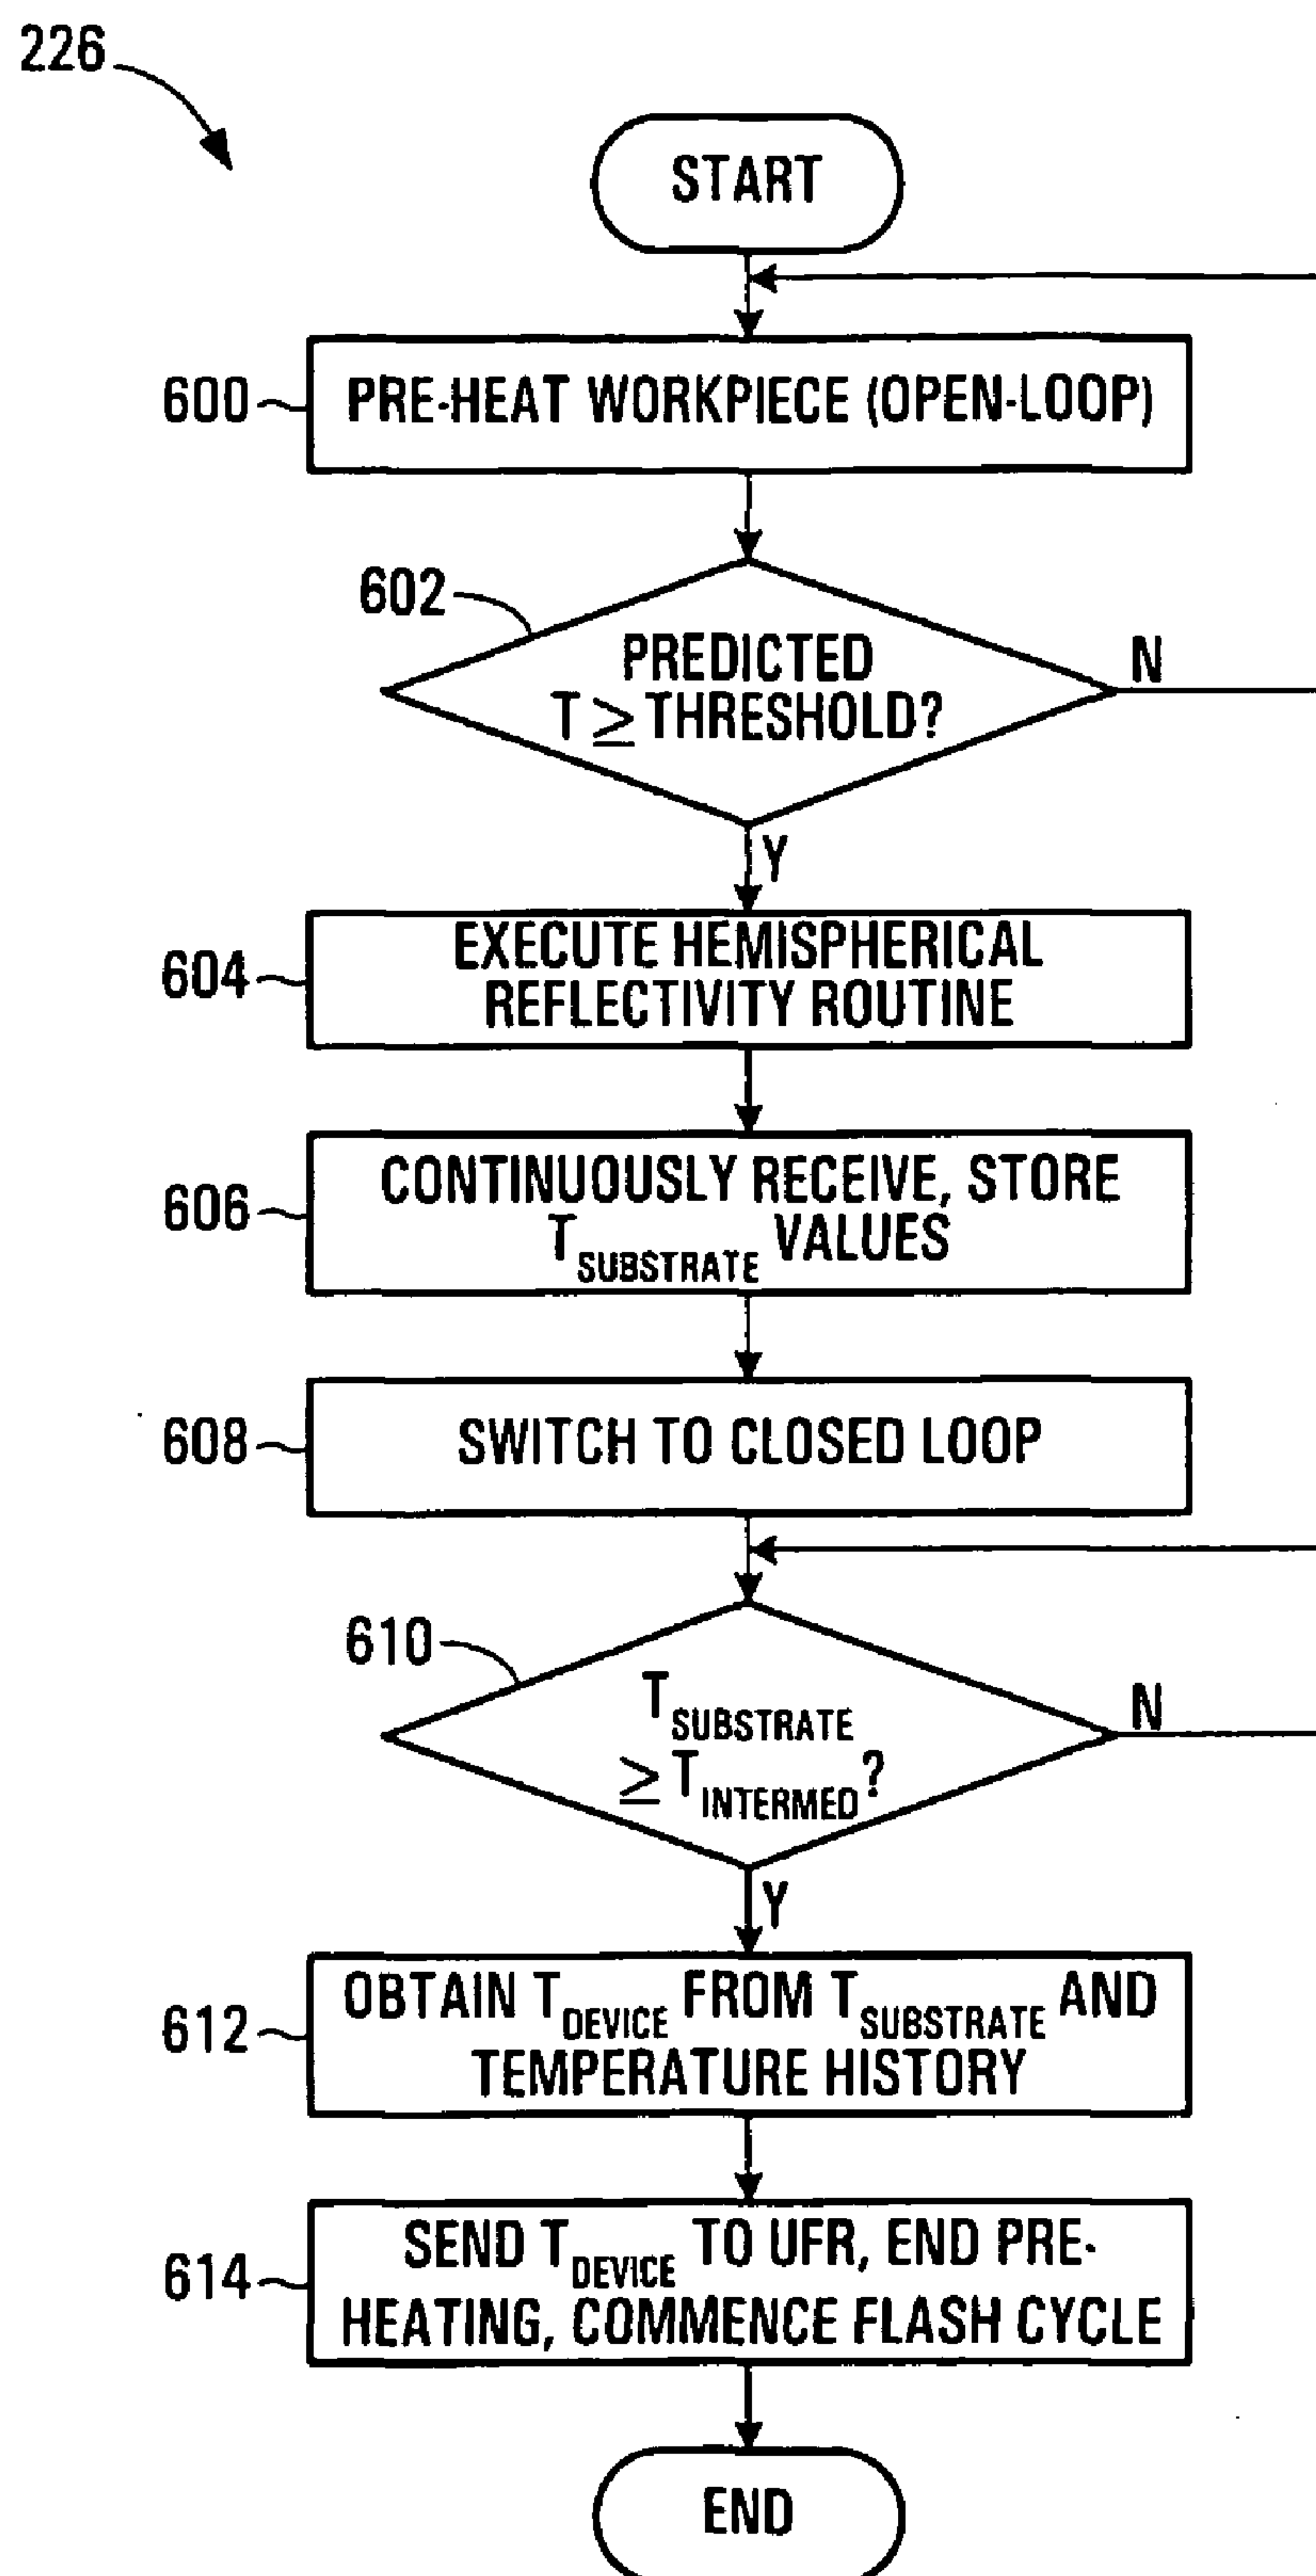 226
START
600
PRE-HEAT WORKPIECE (OPEN-LOOP)
602
PREDICTED
T ≥ THRESHOLD?
N
Y
604
EXECUTE HEMISPHERICAL
REFLECTIVITY ROUTINE
606
CONTINUOUSLY RECEIVE, STORE
T SUBSTRATE VALUES
608
SWITCH TO CLOSED LOOP
610
T SUBSTRATE
≥ T INTERMED?
N
Y
612
OBTAIN T DEVICE FROM T SUBSTRATE AND
TEMPERATURE HISTORY
614
SEND T DEVICE TO UFR, END PRE-
HEATING, COMMENCE FLASH CYCLE
END